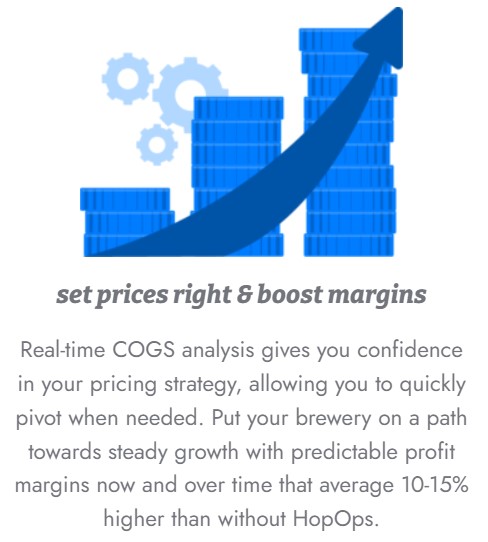 set prices right & boost margins
Real-time COGS analysis gives you confidence
in your pricing strategy, allowing you to quickly
pivot when needed. Put your brewery on a path
towards steady growth with predictable profit
margins now and over time that average 10-15%
higher than without HopOps.